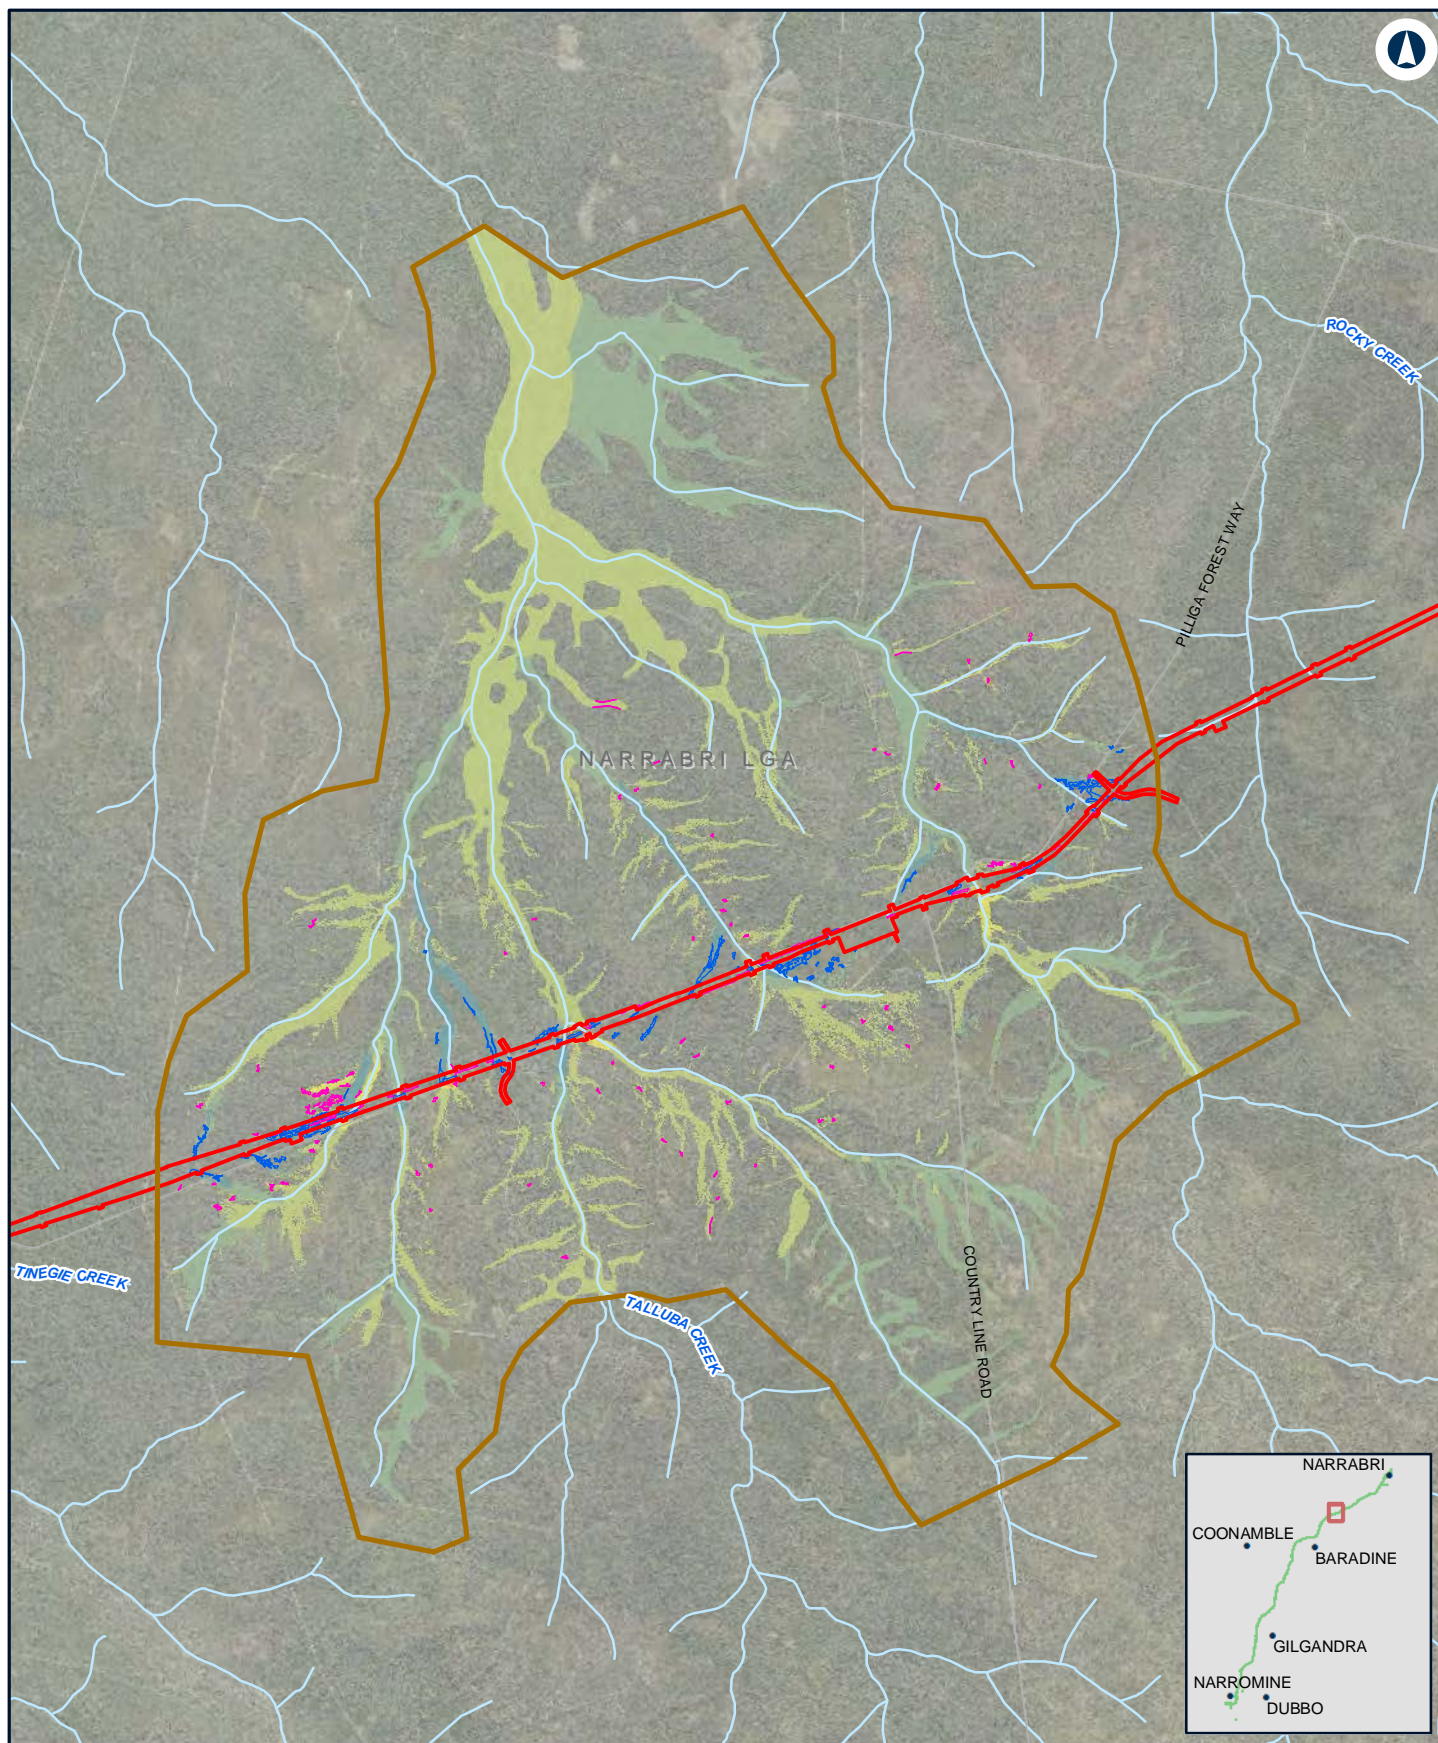 ROCKY CREEK
PILLIGA FOREST WAY
NARRABRI LGA
TINEGIE CREEK
TALLUBA CREEK
COUNTRY LINE ROAD
NARRABRI
COONAMBLE
BARADINE
GILGANDRA
NARROMINE
DUBBO